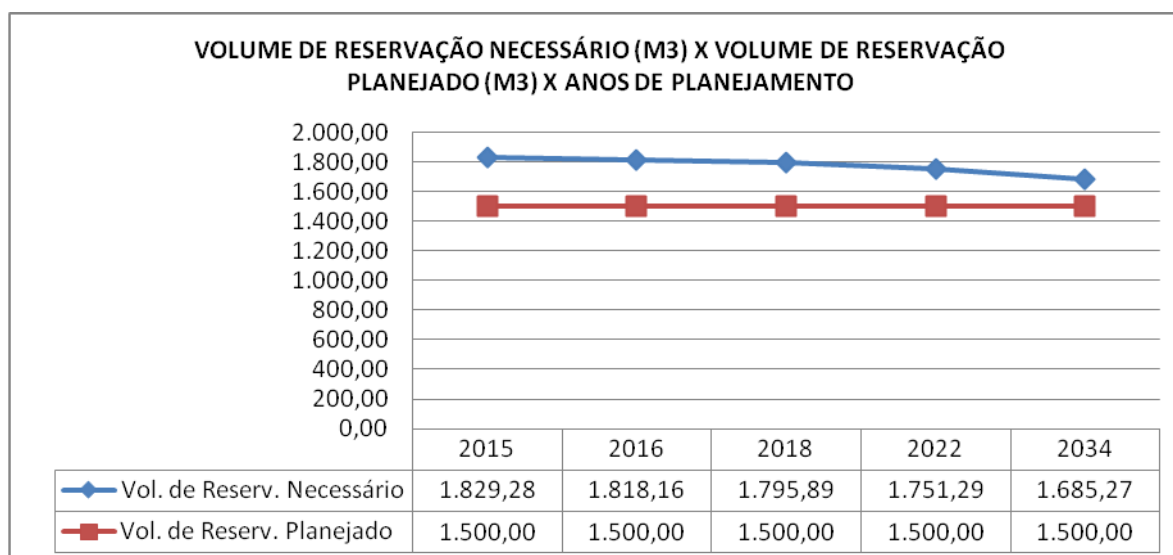 VOLUME DE RESERVAÇÃO NECESSÁRIO (M3) X VOLUME DE RESERVAÇÃO
PLANEJADO (M3) X ANOS DE PLANEJAMENTO
2.000,00
1.800,00
1.600,00
1.400,00
1.200,00
1.000,00
800,00
600,00
400,00
200,00
0,00
2015 2016 2018 2022 2034
Vol. de Reserv. Necessário 1.829,28 1.818,16 1.795,89 1.751,29 1.685,27
Vol. de Reserv. Planejado 1.500,00 1.500,00 1.500,00 1.500,00 1.500,00